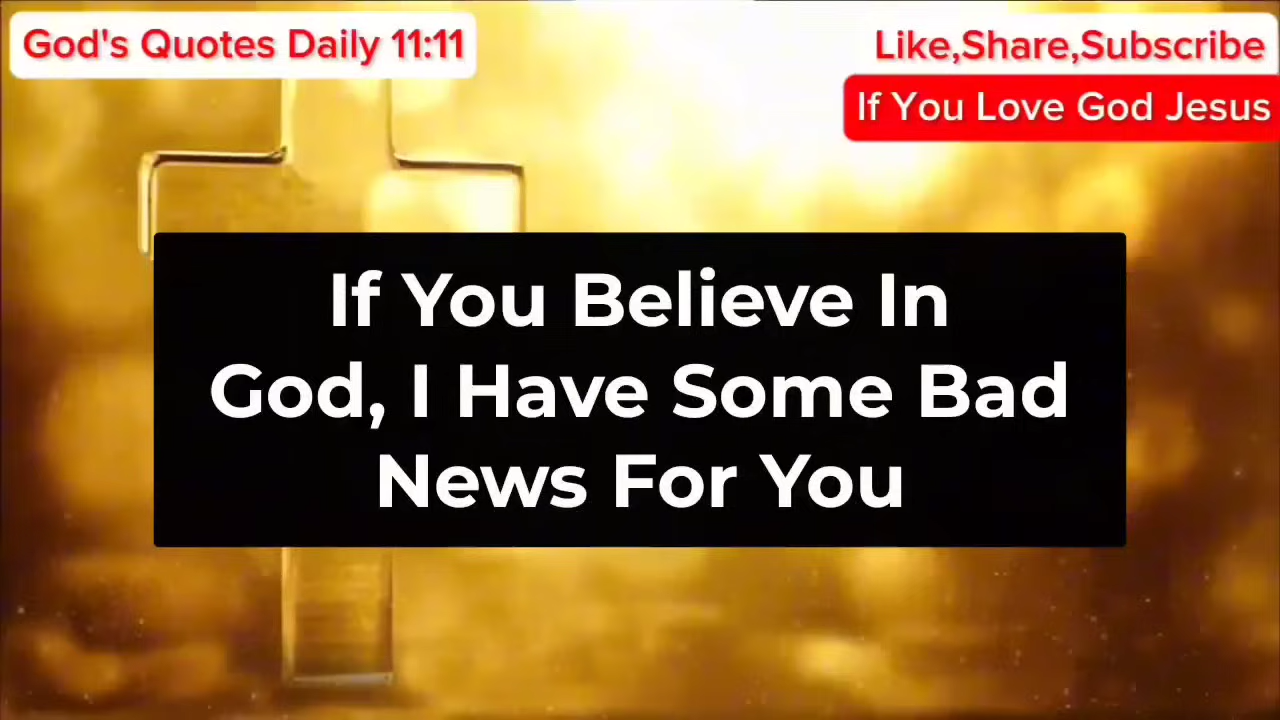 God's Quotes Daily 11:11
Like,Share,Subscribe
If You Love God Jesus
If You Believe In
God, I Have Some Bad
News For You